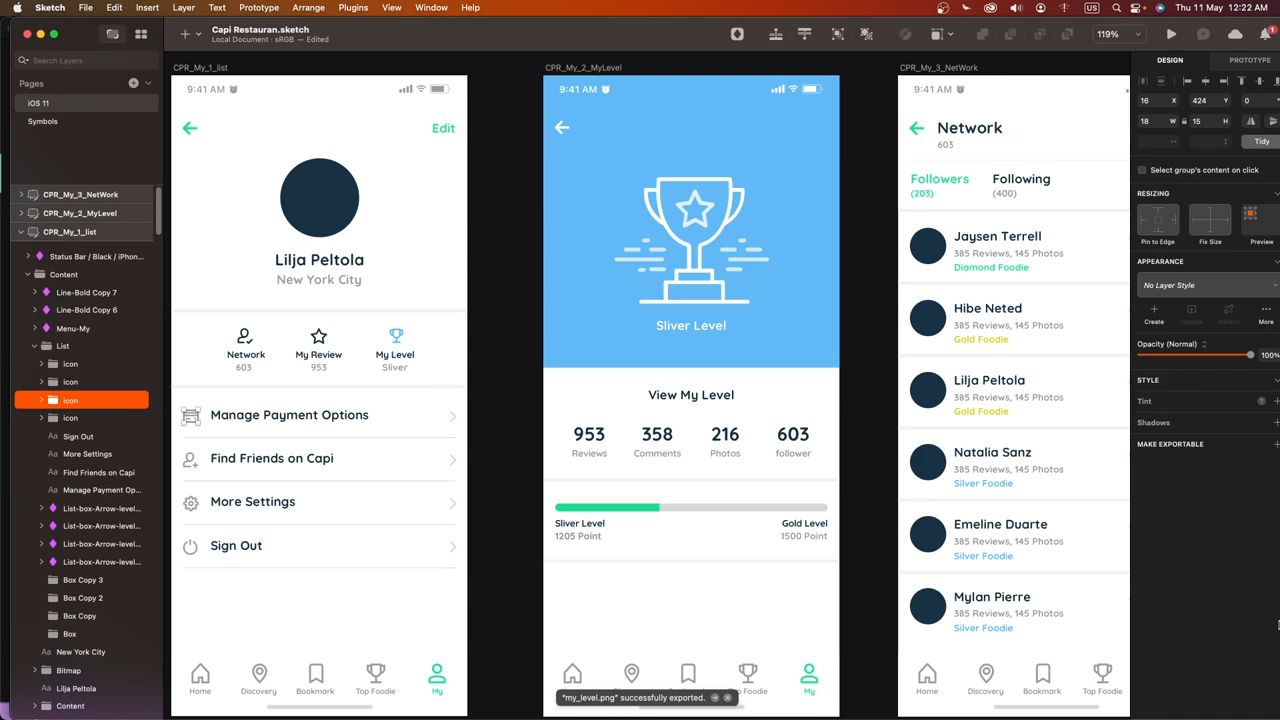 Sketch File Edit Insert Layer Text Prototype Arrange Plugins View Window Help
US
Thu 11 May 12:22 AM
Capi Restauran.sketch
Local Document · sRGB — Edited
119%
Search Layers
Pages
iOS 11
Symbols
CPR_My_3_NetWork
CPR_My_2_MyLevel
CPR_My_1_list
Status Bar / Black / iPhon...
Content
Line-Bold Copy 7
Line-Bold Copy 6
Menu-My
List
icon
icon
icon
icon
Aa Sign Out
Aa More Settings
Aa Find Friends on Capi
Aa Manage Payment Op...
List-box-Arrow-level...
List-box-Arrow-level...
List-box-Arrow-level...
List-box-Arrow-level...
Box Copy 3
Box Copy 2
Box Copy
Box
Aa New York City
Bitmap
Aa Lilja Peltola
Content
CPR_My_1_list
9:41 AM
Edit
Lilja Peltola
New York City
Network
603
My Review
953
My Level
Sliver
Manage Payment Options
Find Friends on Capi
More Settings
Sign Out
Home
Discovery
Bookmark
Top Foodie
My
CPR_My_2_MyLevel
9:41 AM
Sliver Level
View My Level
953
Reviews
358
Comments
216
Photos
603
follower
Sliver Level
1205 Point
Gold Level
1500 Point
My
"my_level.png" successfully exported.
CPR_My_3_NetWork
9:41 AM
Network
603
Followers
(203)
Following
(400)
Jaysen Terrell
385 Reviews, 145 Photos
Diamond Foodie
Hibe Neted
385 Reviews, 145 Photos
Gold Foodie
Lilja Peltola
385 Reviews, 145 Photos
Gold Foodie
Natalia Sanz
385 Reviews, 145 Photos
Silver Foodie
Emeline Duarte
385 Reviews, 145 Photos
Silver Foodie
Mylan Pierre
385 Reviews, 145 Photos
Silver Foodie
Home
Discovery
Bookmark
Top Foodie
DESIGN PROTOTYPE
16 X 424 Y 0
18 W 15 H
Tidy
Select group's content on click
RESIZING
Pin to Edge
Fix Size
Preview
APPEARANCE
No Layer Style
Create
Update
Detach
More
Opacity (Normal)
100%
STYLE
Tint
Shadows
MAKE EXPORTABLE